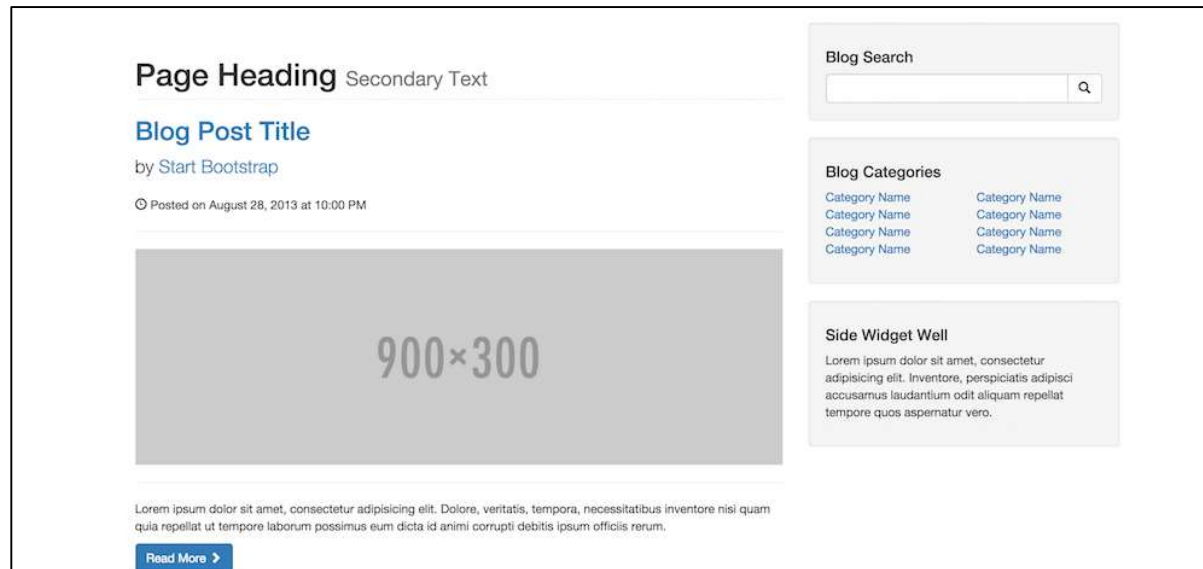 Page Heading Secondary Text
Blog Post Title
by Start Bootstrap
Posted on August 28, 2013 at 10:00 PM
900×300
Lorem ipsum dolor sit amet, consectetur adipisicing elit. Dolore, veritatis, tempora, necessitatibus inventore nisi quam
quia repellat ut tempore laborum possimus eum dicta id animi corrupti debitis ipsum officiis rerum.
Read More
Blog Search
Blog Categories
Category Name Category Name
Category Name Category Name
Category Name Category Name
Category Name Category Name
Side Widget Well
Lorem ipsum dolor sit amet, consectetur
adipisicing elit. Inventore, perspiciatis adipisci
accusamus laudantium odit aliquam repellat
tempore quos aspernatur vero.